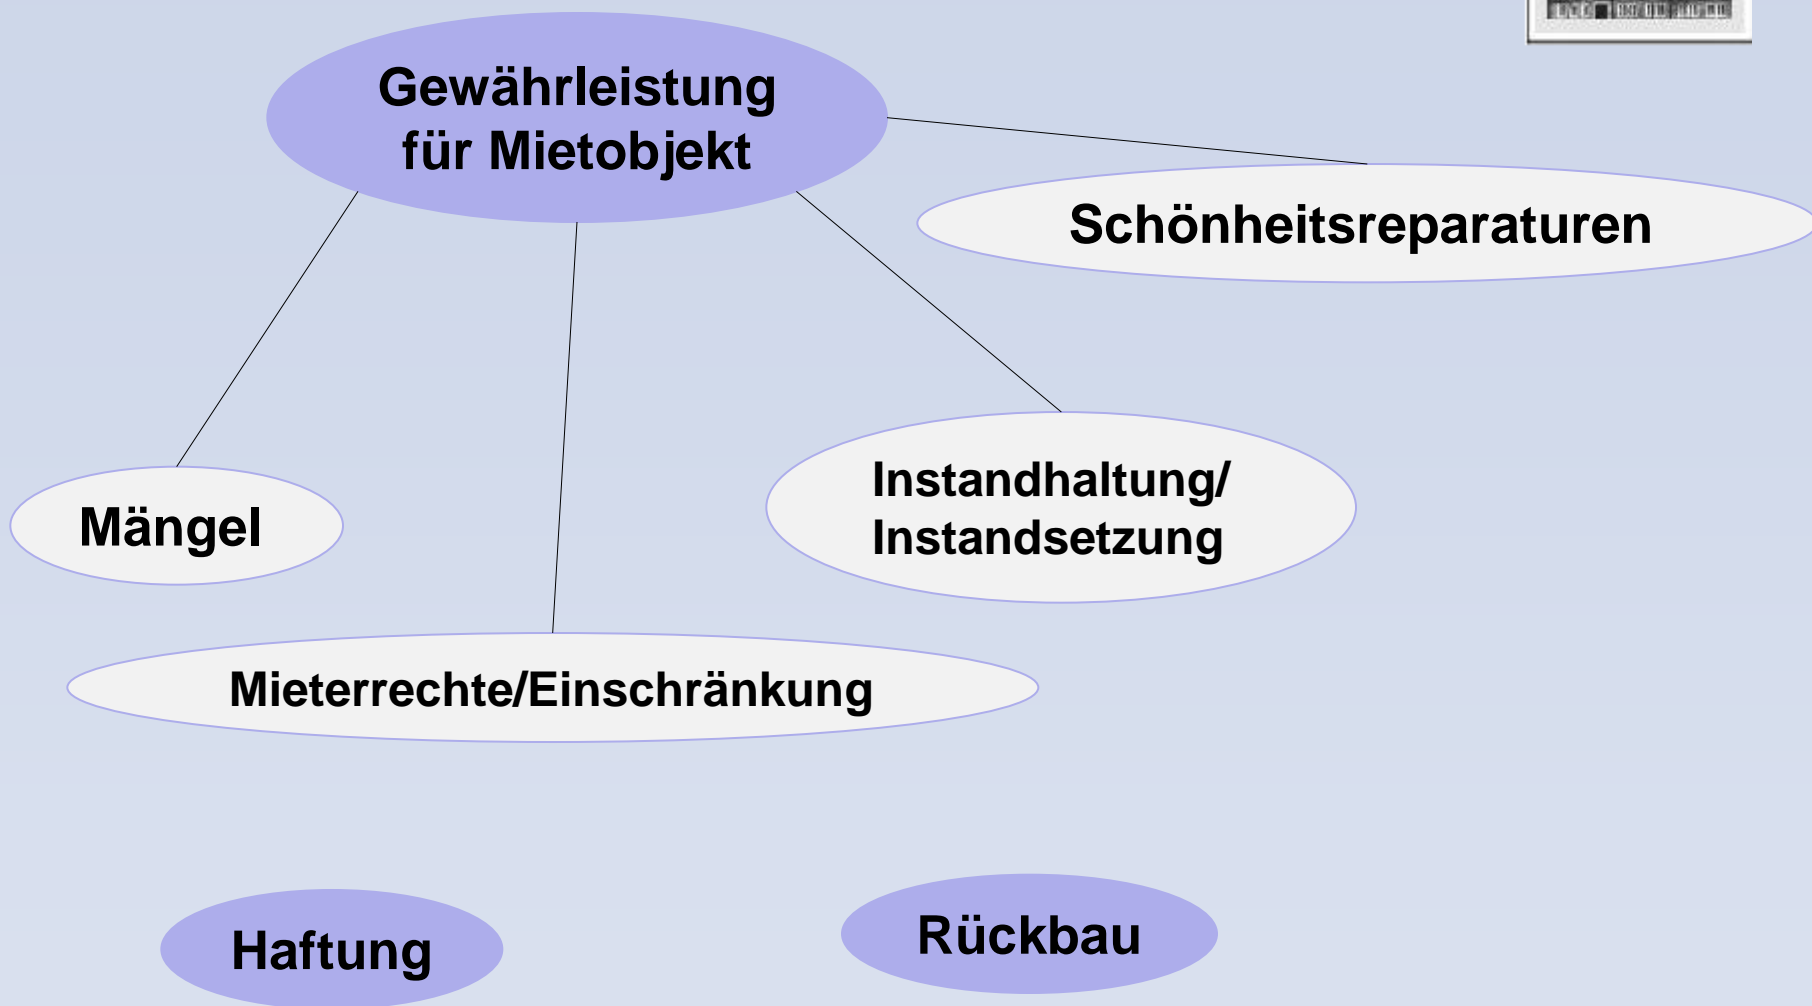 Gewährleistung
für Mietobjekt
Schönheitsreparaturen
Instandhaltung/
Instandsetzung
Mängel
Mieterrechte/Einschränkung
Haftung
Rückbau